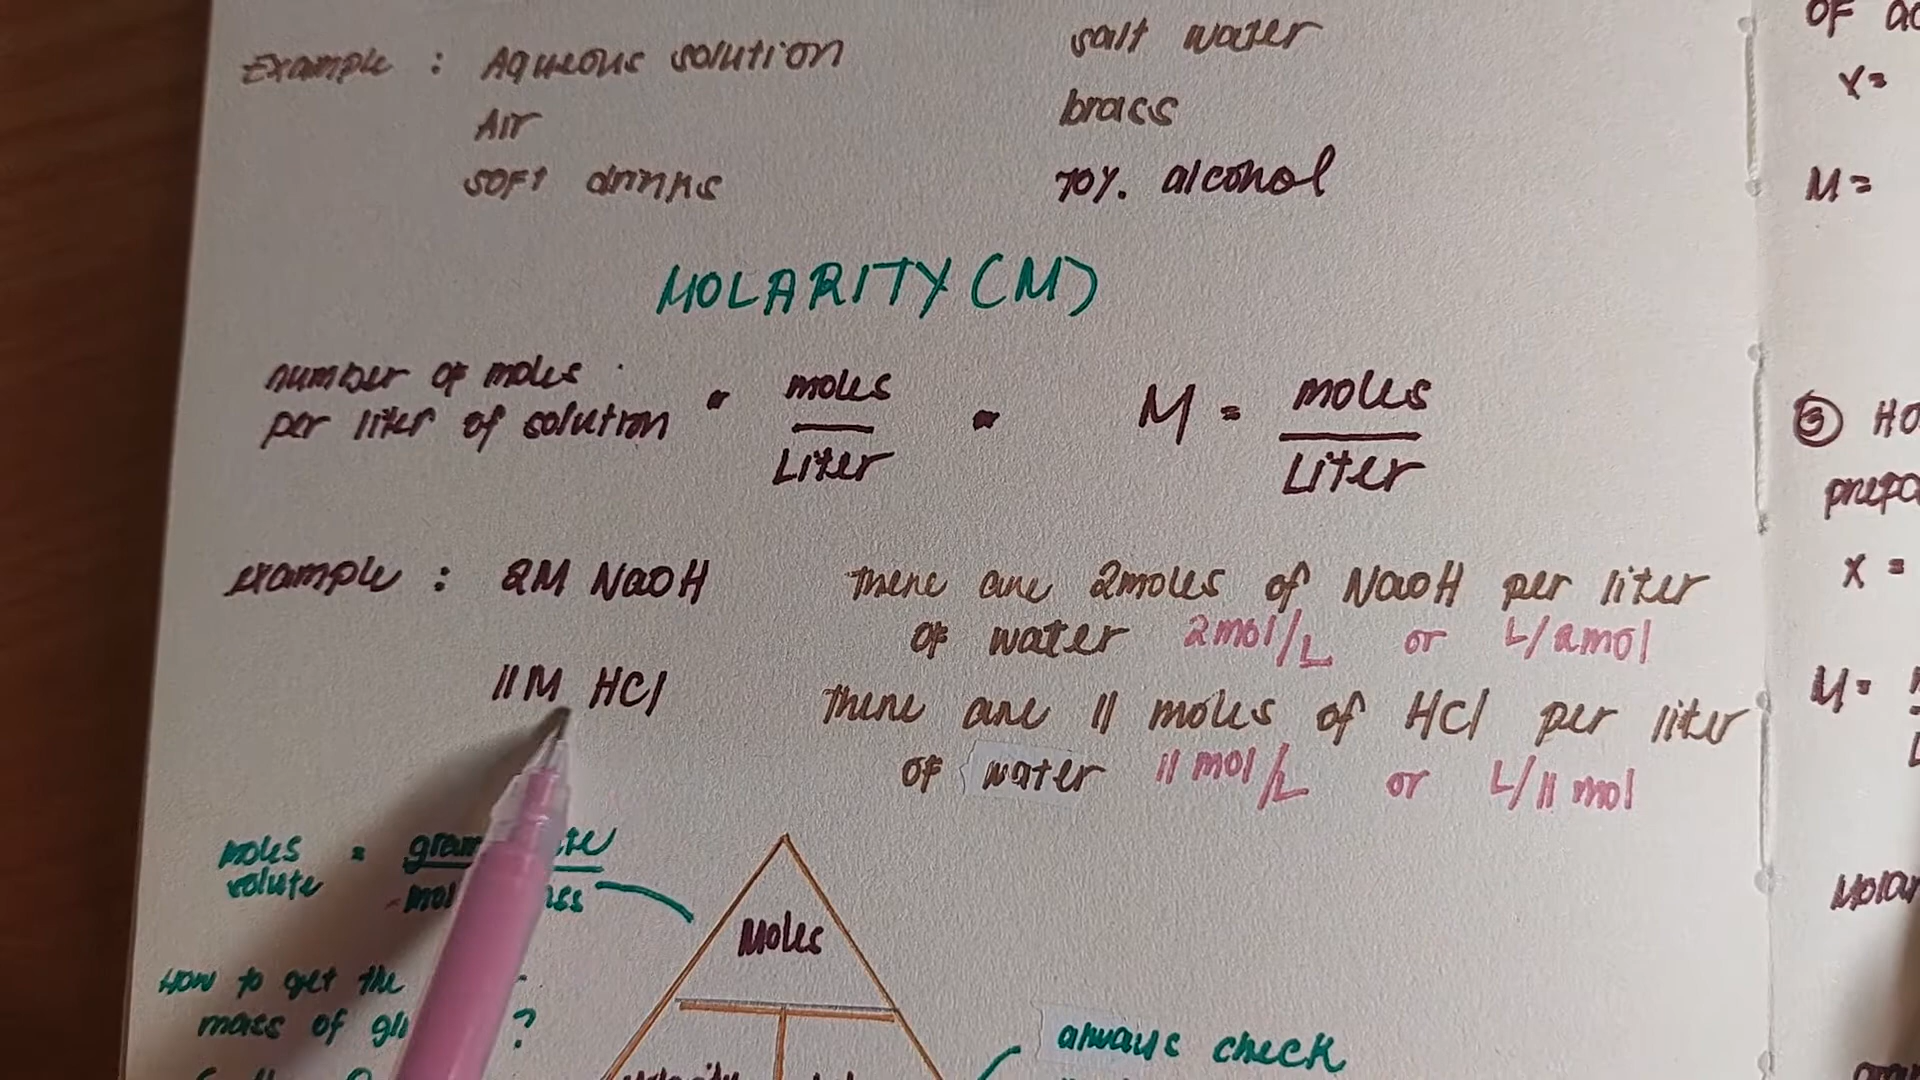 Example : Aqueous solution salt water
Air brass
soft drinks 70%. alcohol
MOLARITY (M)
number of moles
per liter of solution = moles / Liter = M = moles / Liter
example : 2M NaOH there are 2moles of NaOH per liter
of water 2mol/L or L/2mol
11M HCl there are 11 moles of HCl per liter
of water 11 mol/L or L/11 mol
moles =
solute
Moles
How to get the
mass of ?
always check
of
Y=
M=
③
X =
M=